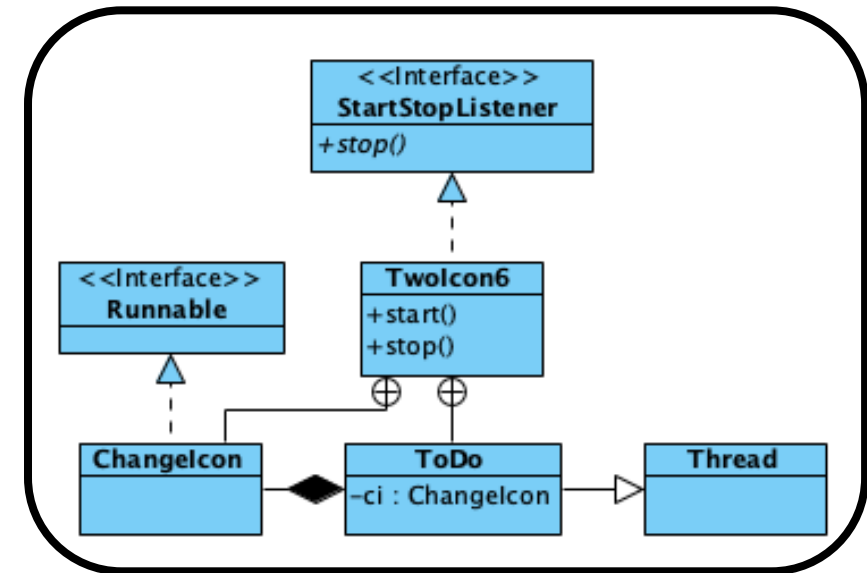 <<Interface>>
StartStopListener
+stop()
<<Interface>>
Runnable
TwoIcon6
+start()
+stop()
ChangeIcon
ToDo
-ci : ChangeIcon
Thread